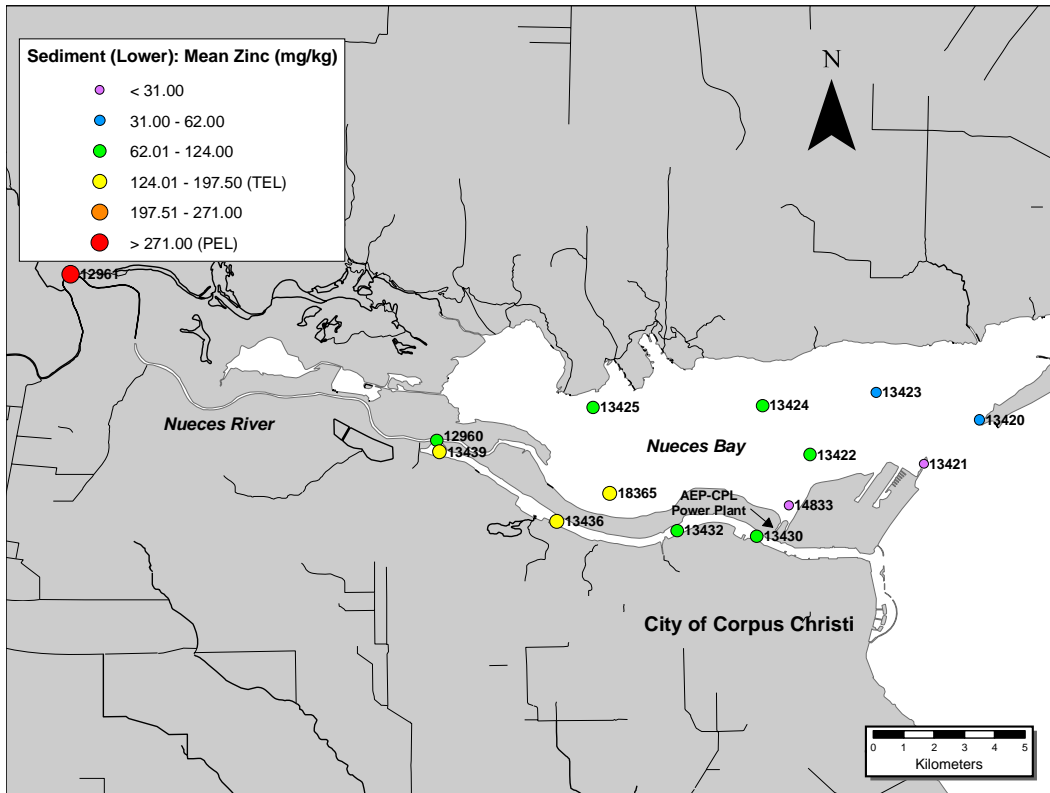 Sediment (Lower): Mean Zinc (mg/kg)
< 31.00
31.00 - 62.00
62.01 - 124.00
124.01 - 197.50 (TEL)
197.51 - 271.00
> 271.00 (PEL)
N
12961
13423
13425
13424
13420
Nueces River
12960
Nueces Bay
13439
13422
13421
18365
AEP-CPL
Power Plant
14833
13436
13432
13430
City of Corpus Christi
0 1 2 3 4 5
Kilometers